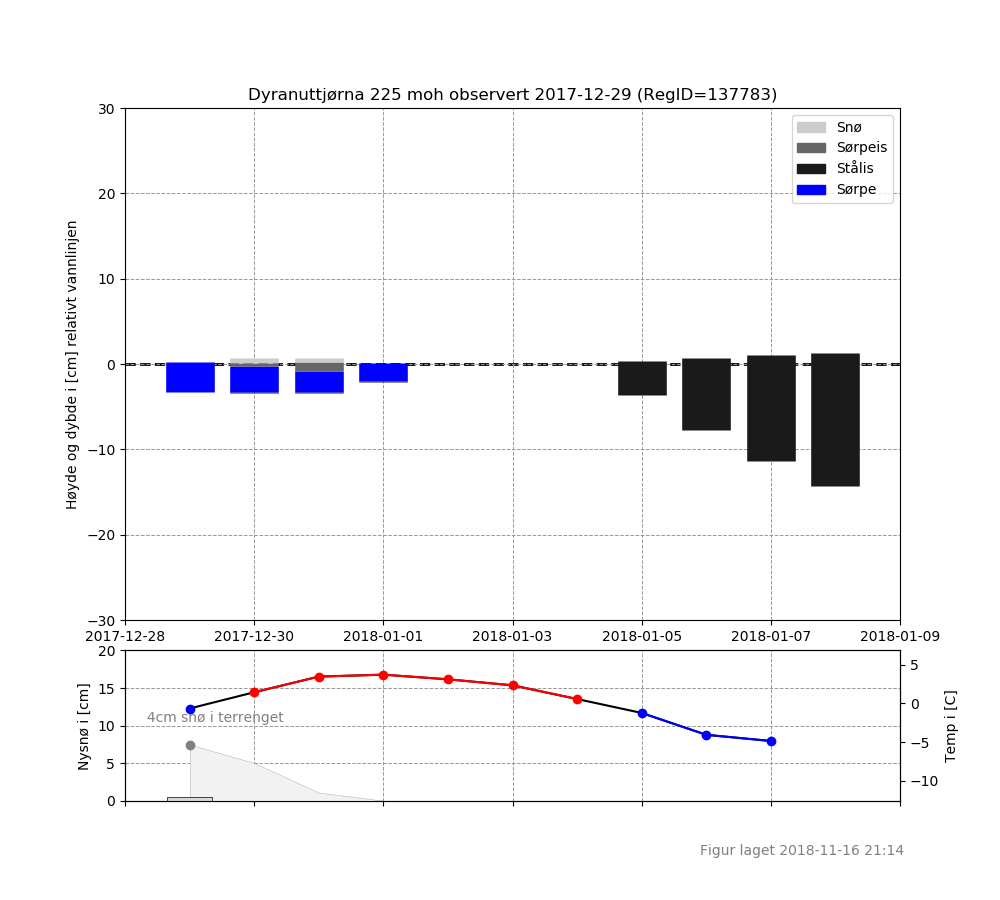 Dyranuttjørna 225 moh observert 2017-12-29 (RegID=137783)
Høyde og dybde i [cm] relativt vannlinjen
30
20
10
0
−10
−20
−30
Snø
Sørpeis
Stålis
Sørpe
2017-12-28 2017-12-30 2018-01-01 2018-01-03 2018-01-05 2018-01-07 2018-01-09
Nysnø i [cm]
20
15
10
5
0
4cm snø i terrenget
5
0
−5
−10
Temp i [C]
Figur laget 2018-11-16 21:14